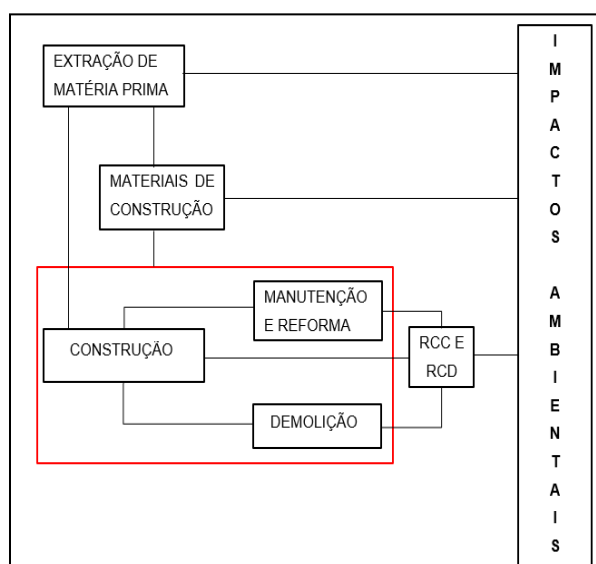 EXTRAÇÃO DE
MATÉRIA PRIMA
MATERIAIS DE
CONSTRUÇÃO
MANUTENÇÃO
E REFORMA
CONSTRUÇÃO
RCC E
RCD
DEMOLIÇÃO
I
M
P
A
C
T
O
S
A
M
B
I
E
N
T
A
I
S